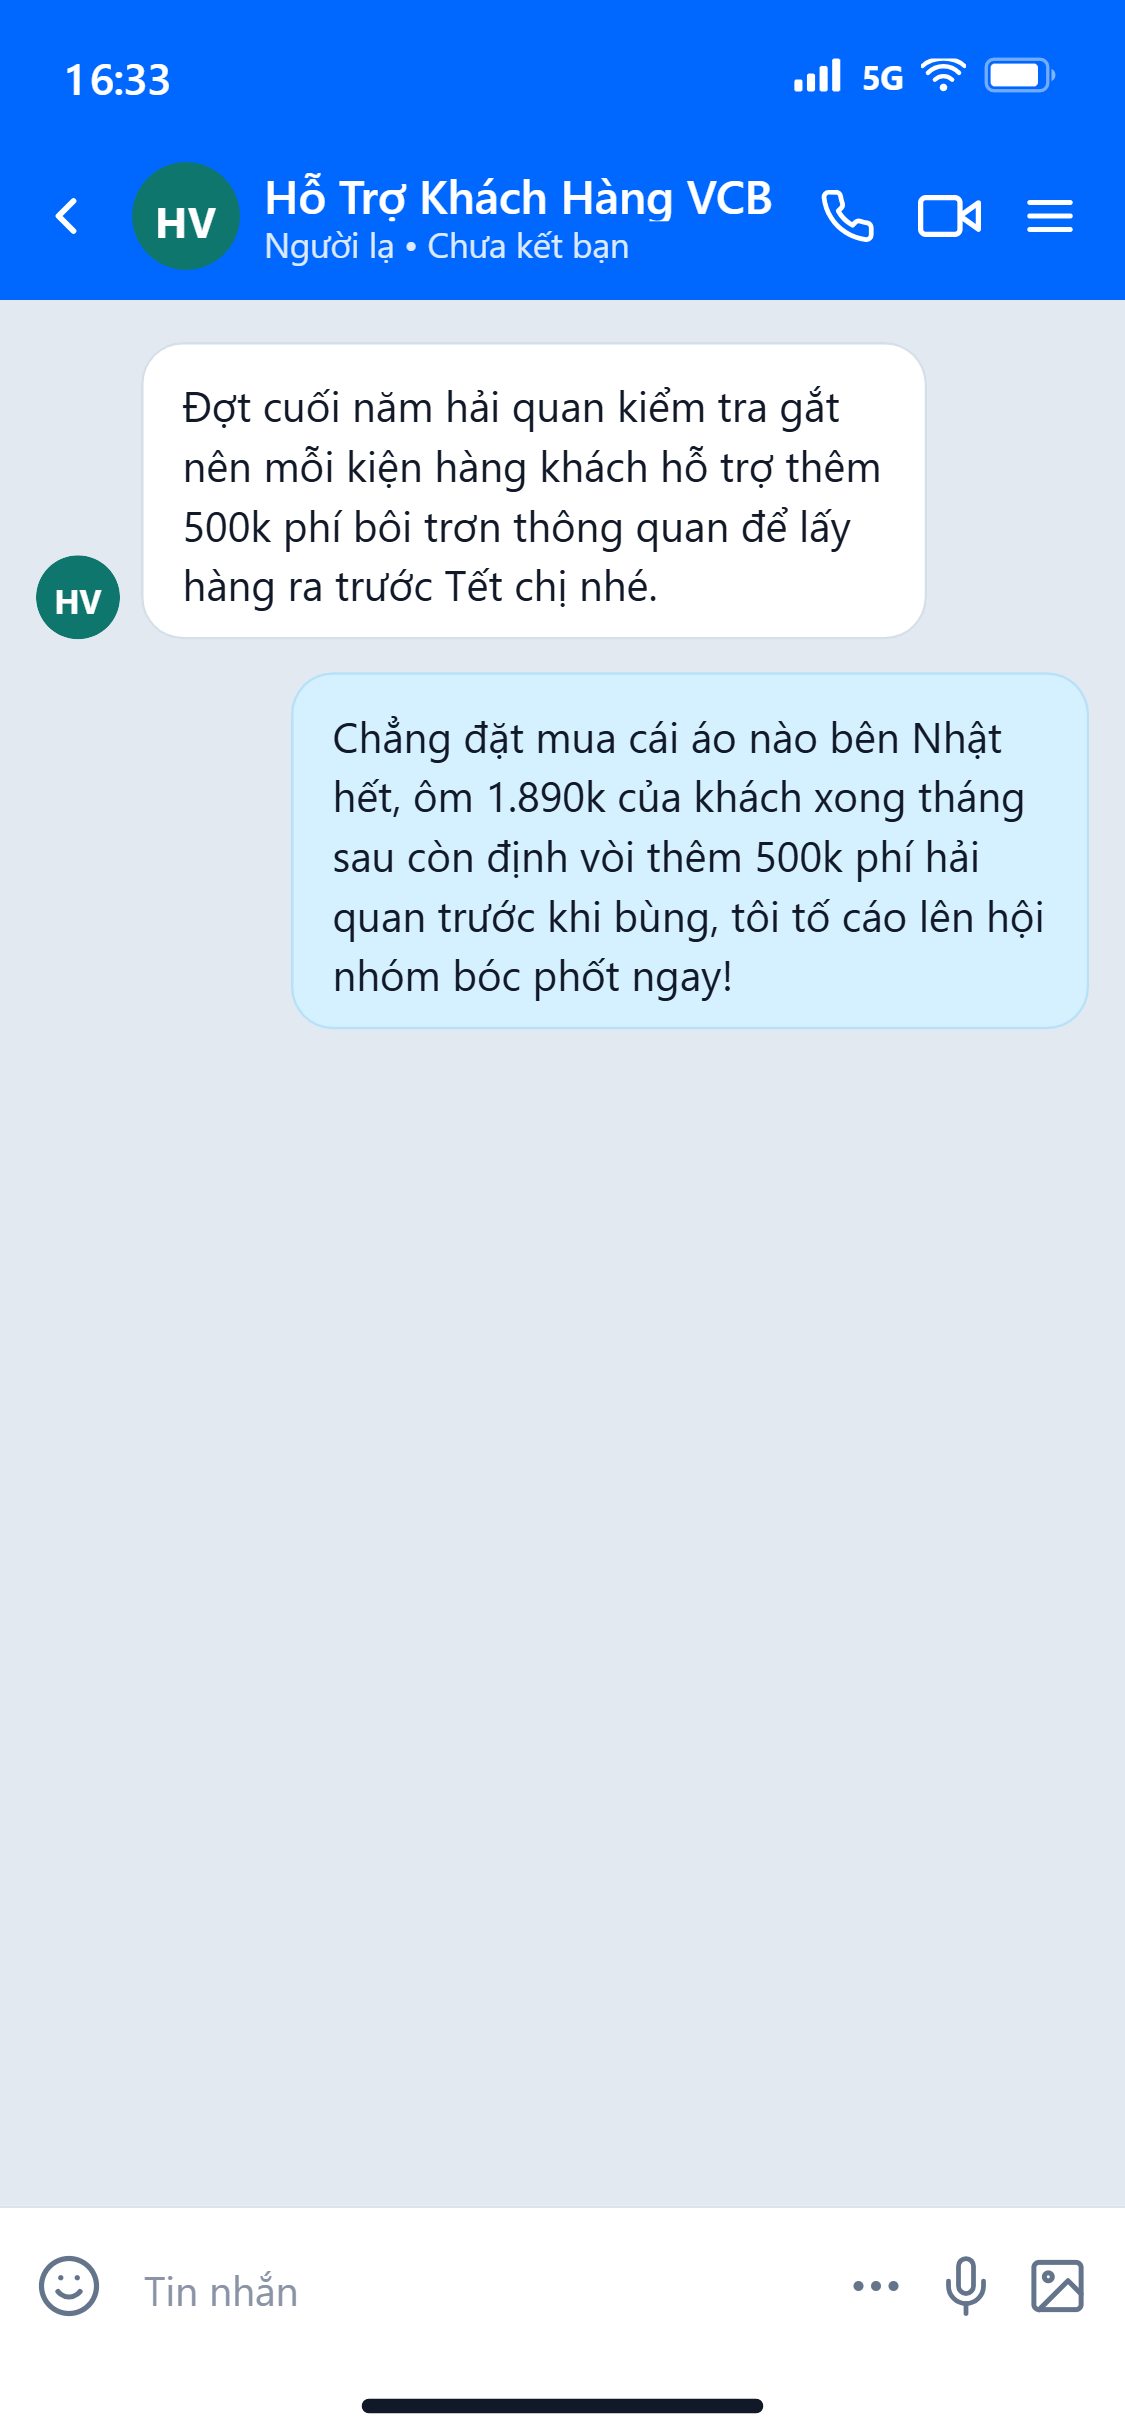 16:33
5G
HV
Hỗ Trợ Khách Hàng VCB
Người lạ • Chưa kết bạn
Đợt cuối năm hải quan kiểm tra gắt
nên mỗi kiện hàng khách hỗ trợ thêm
500k phí bôi trơn thông quan để lấy
hàng ra trước Tết chị nhé.
HV
Chẳng đặt mua cái áo nào bên Nhật
hết, ôm 1.890k của khách xong tháng
sau còn định vòi thêm 500k phí hải
quan trước khi bùng, tôi tố cáo lên hội
nhóm bóc phốt ngay!
Tin nhắn